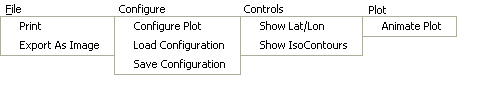 File Configure Controls Plot
Print Configure Plot Show Lat/Lon Animate Plot
Export As Image Load Configuration Show IsoContours
Save Configuration